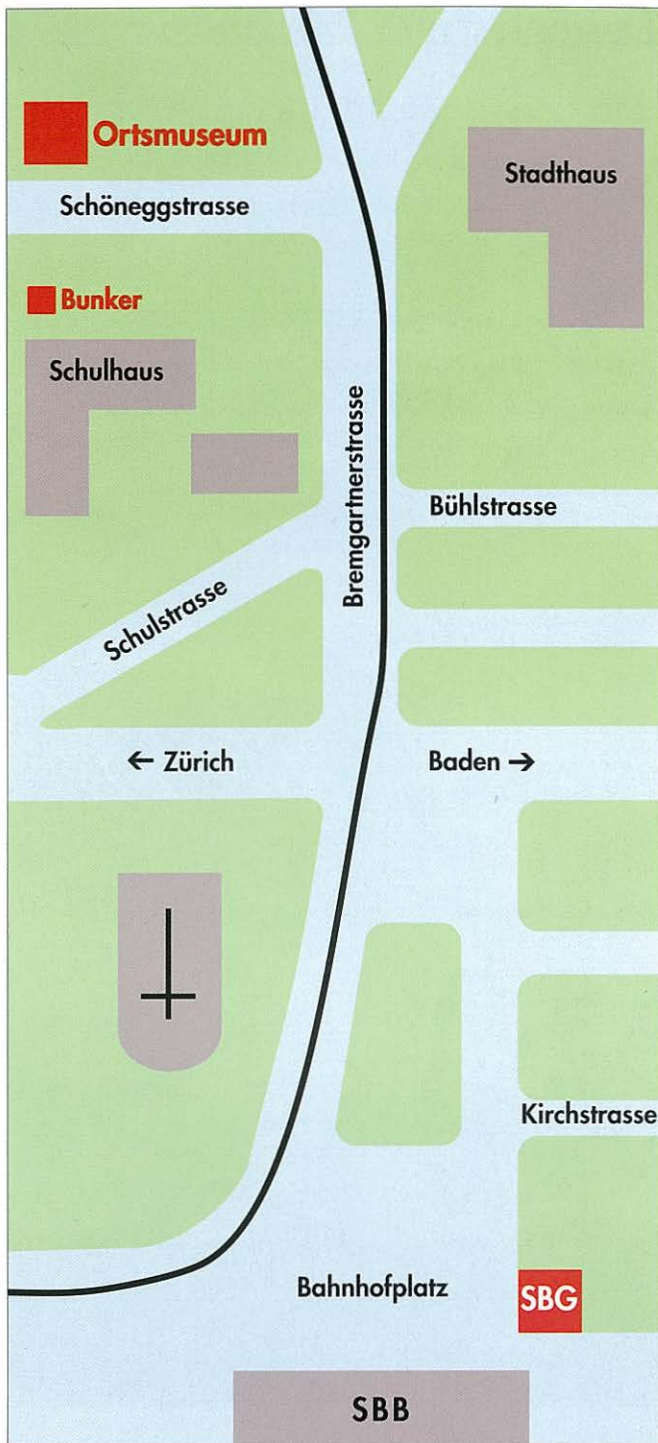 Ortsmuseum
Stadthaus
Schöneggstrasse
Bunker
Schulhaus
Bremgartnerstrasse
Bühlstrasse
Schulstrasse
← Zürich
Baden →
Kirchstrasse
Bahnhofplatz
SBG
SBB